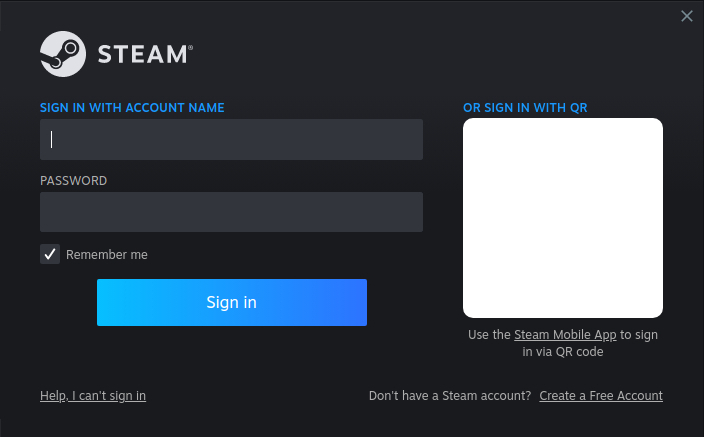 STEAM®
SIGN IN WITH ACCOUNT NAME
PASSWORD
Remember me
Sign in
OR SIGN IN WITH QR
Use the Steam Mobile App to sign
in via QR code
Help, I can't sign in
Don't have a Steam account? Create a Free Account